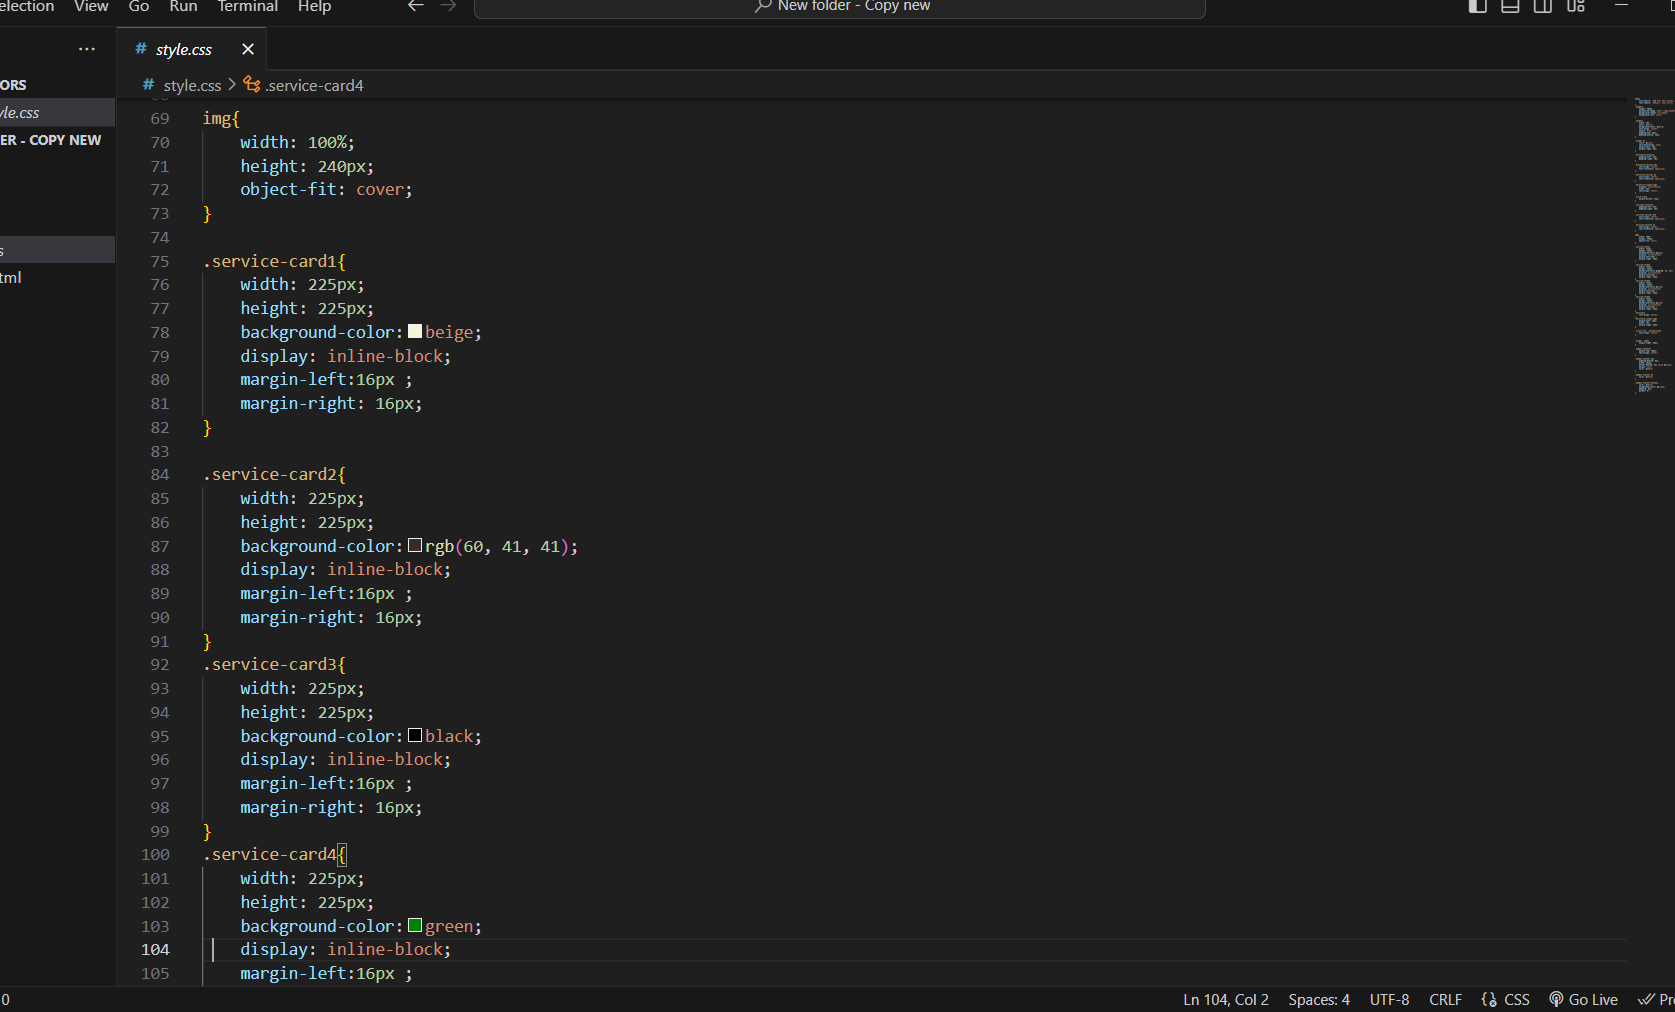 View Go Run Terminal Help New folder - Copy new
style.css
style.css > .service-card4
COPY NEW
69 img{
70 width: 100%;
71 height: 240px;
72 object-fit: cover;
73 }
74
75 .service-card1{
76 width: 225px;
77 height: 225px;
78 background-color: beige;
79 display: inline-block;
80 margin-left:16px ;
81 margin-right: 16px;
82 }
83
84 .service-card2{
85 width: 225px;
86 height: 225px;
87 background-color: rgb(60, 41, 41);
88 display: inline-block;
89 margin-left:16px ;
90 margin-right: 16px;
91 }
92 .service-card3{
93 width: 225px;
94 height: 225px;
95 background-color: black;
96 display: inline-block;
97 margin-left:16px ;
98 margin-right: 16px;
99 }
100 .service-card4{
101 width: 225px;
102 height: 225px;
103 background-color: green;
104 display: inline-block;
105 margin-left:16px ;
0 Ln 104, Col 2 Spaces: 4 UTF-8 CRLF {} CSS Go Live